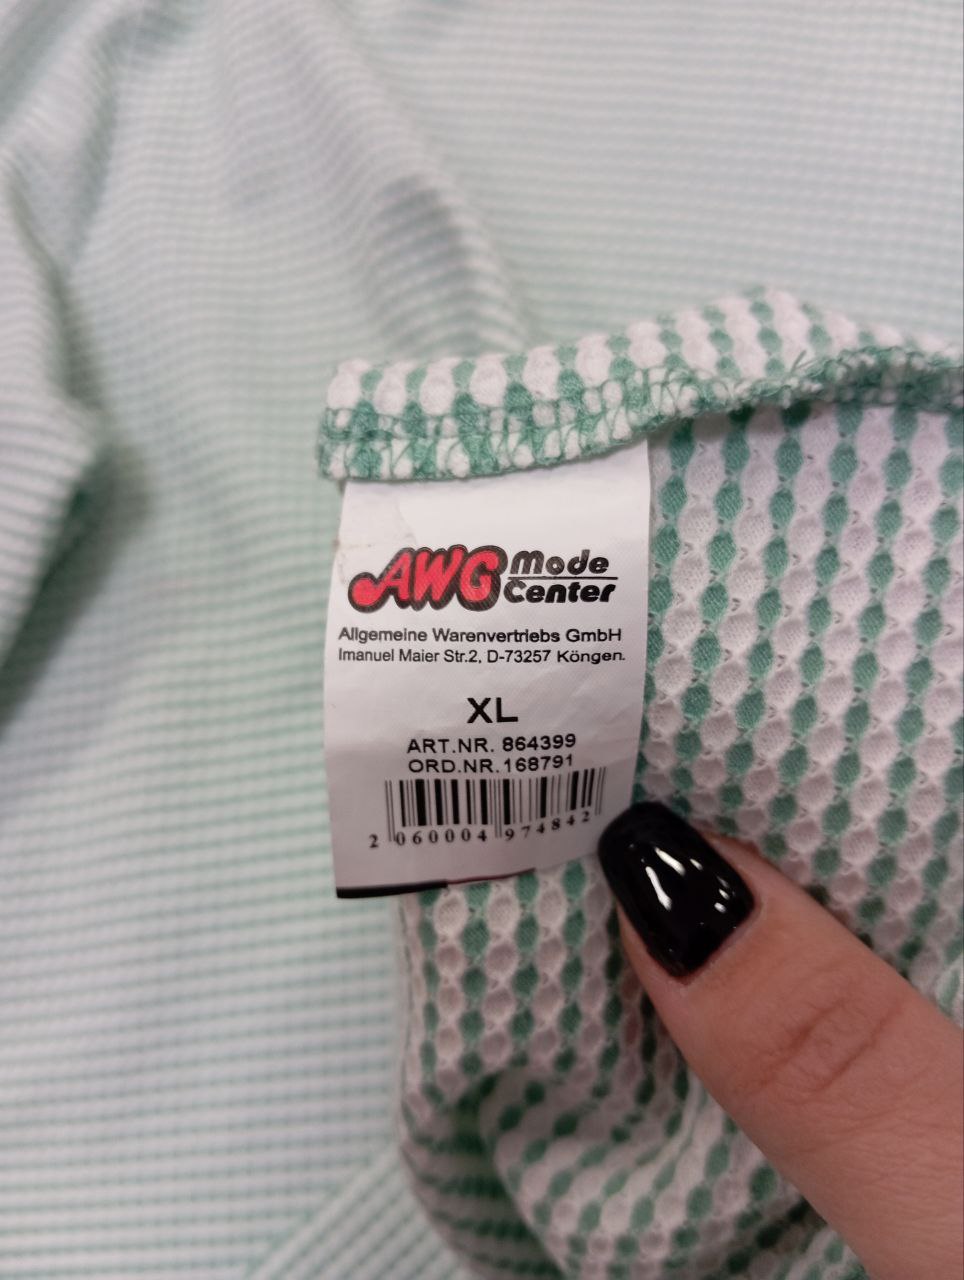 AWG Mode
Center
Allgemeine Warenvertriebs GmbH
Imanuel Maier Str.2, D-73257 Köngen.
XL
ART.NR. 864399
ORD.NR.168791
2 060004 974842